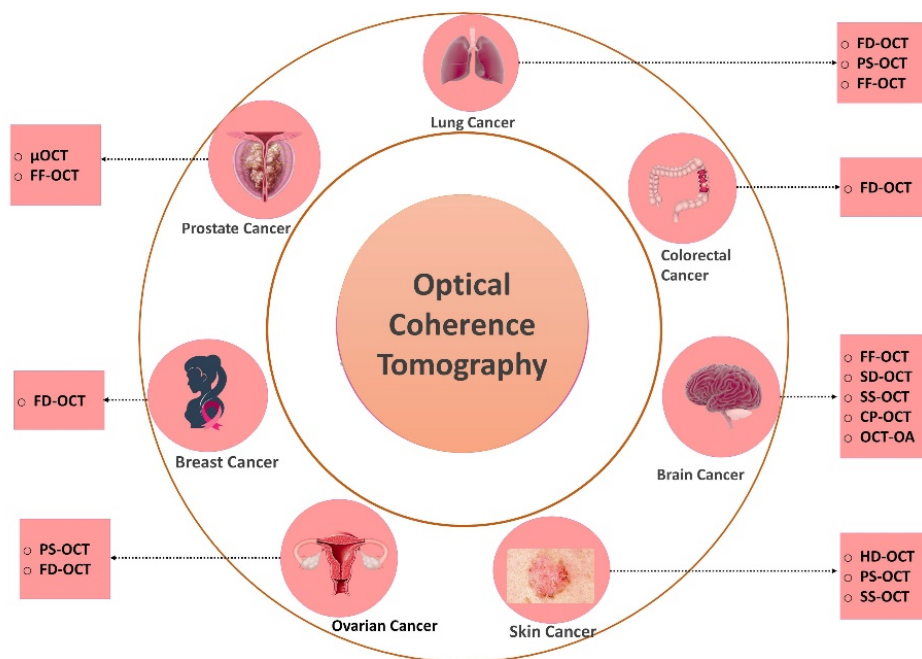 Optical
Coherence
Tomography
Lung Cancer
○ FD-OCT
○ PS-OCT
○ FF-OCT
Colorectal
Cancer
○ FD-OCT
Brain Cancer
○ FF-OCT
○ SD-OCT
○ SS-OCT
○ CP-OCT
○ OCT-OA
Skin Cancer
○ HD-OCT
○ PS-OCT
○ SS-OCT
Ovarian Cancer
○ PS-OCT
○ FD-OCT
Breast Cancer
○ FD-OCT
Prostate Cancer
○ µOCT
○ FF-OCT